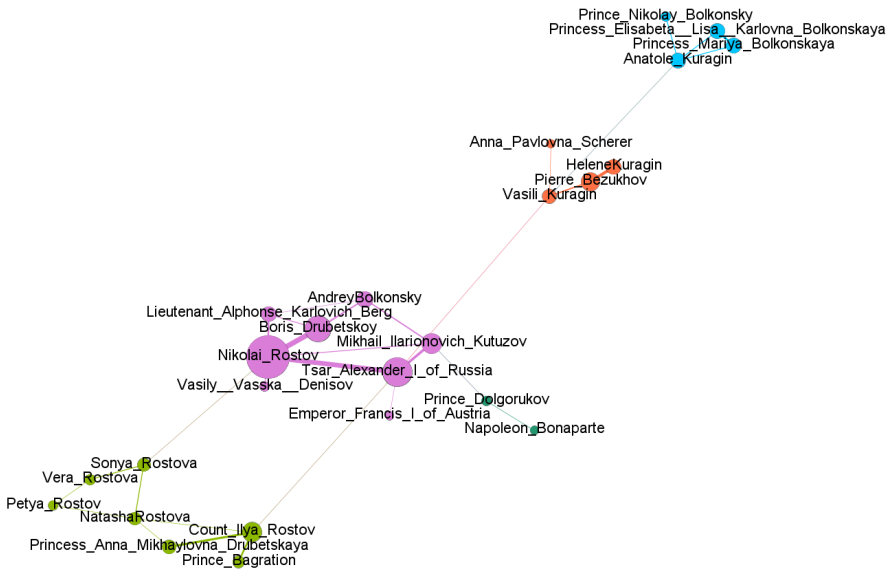 Prince_Nikolay_Bolkonsky
Princess_Elisabeta__Lisa__Karlovna_Bolkonskaya
Princess_Mariya_Bolkonskaya
Anatole_Kuragin
Anna_Pavlovna_Scherer
HeleneKuragin
Pierre_Bezukhov
Vasili_Kuragin
AndreyBolkonsky
Lieutenant_Alphonse_Karlovich_Berg
Boris_Drubetskoy
Mikhail_Ilarionovich_Kutuzov
Nikolai_Rostov
Tsar_Alexander_I_of_Russia
Vasily__Vasska__Denisov
Prince_Dolgorukov
Emperor_Francis_I_of_Austria
Napoleon_Bonaparte
Sonya_Rostova
Vera_Rostova
Petya_Rostov
NatashaRostova
Count_Ilya_Rostov
Princess_Anna_Mikhaylovna_Drubetskaya
Prince_Bagration